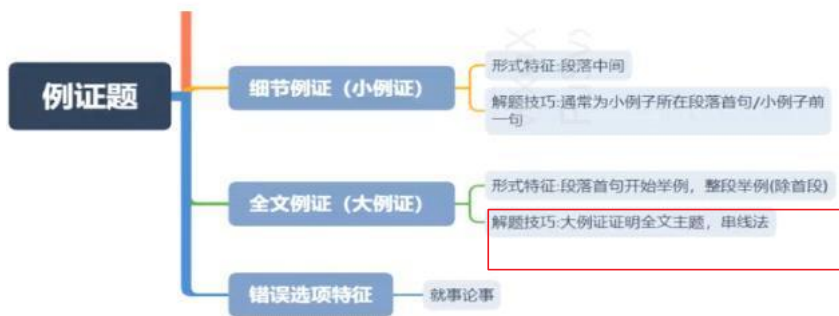 例证题
细节例证（小例证）
形式特征:段落中间
解题技巧:通常为小例子所在段落首句/小例子前
一句
全文例证（大例证）
形式特征:段落首句开始举例，整段举例(除首段)
解题技巧:大例证证明全文主题，串线法
错误选项特征
就事论事